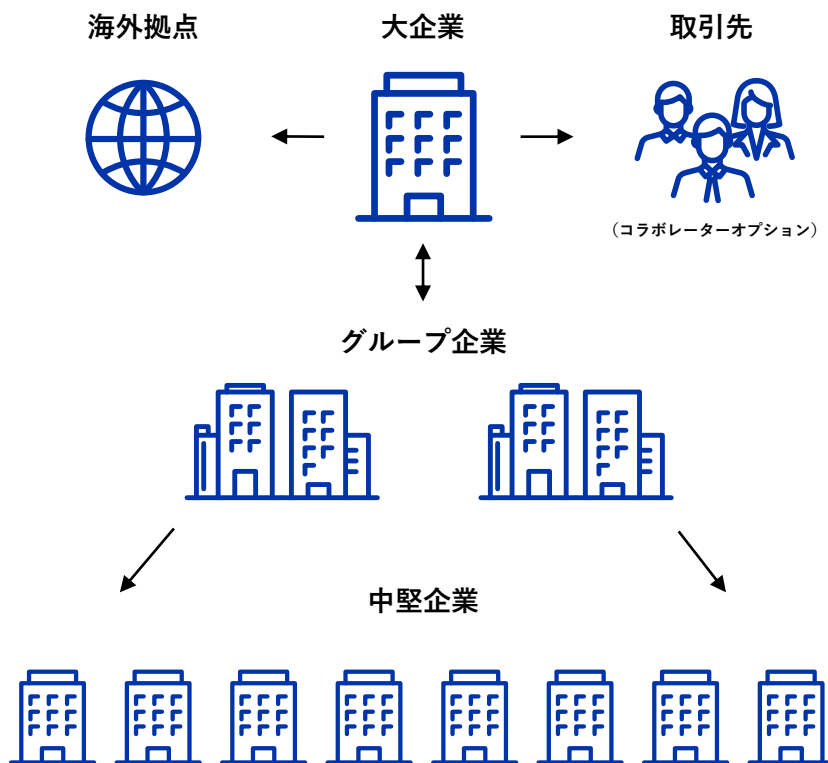 海外拠点
大企業
取引先
（コラボレーターオプション）
グループ企業
中堅企業